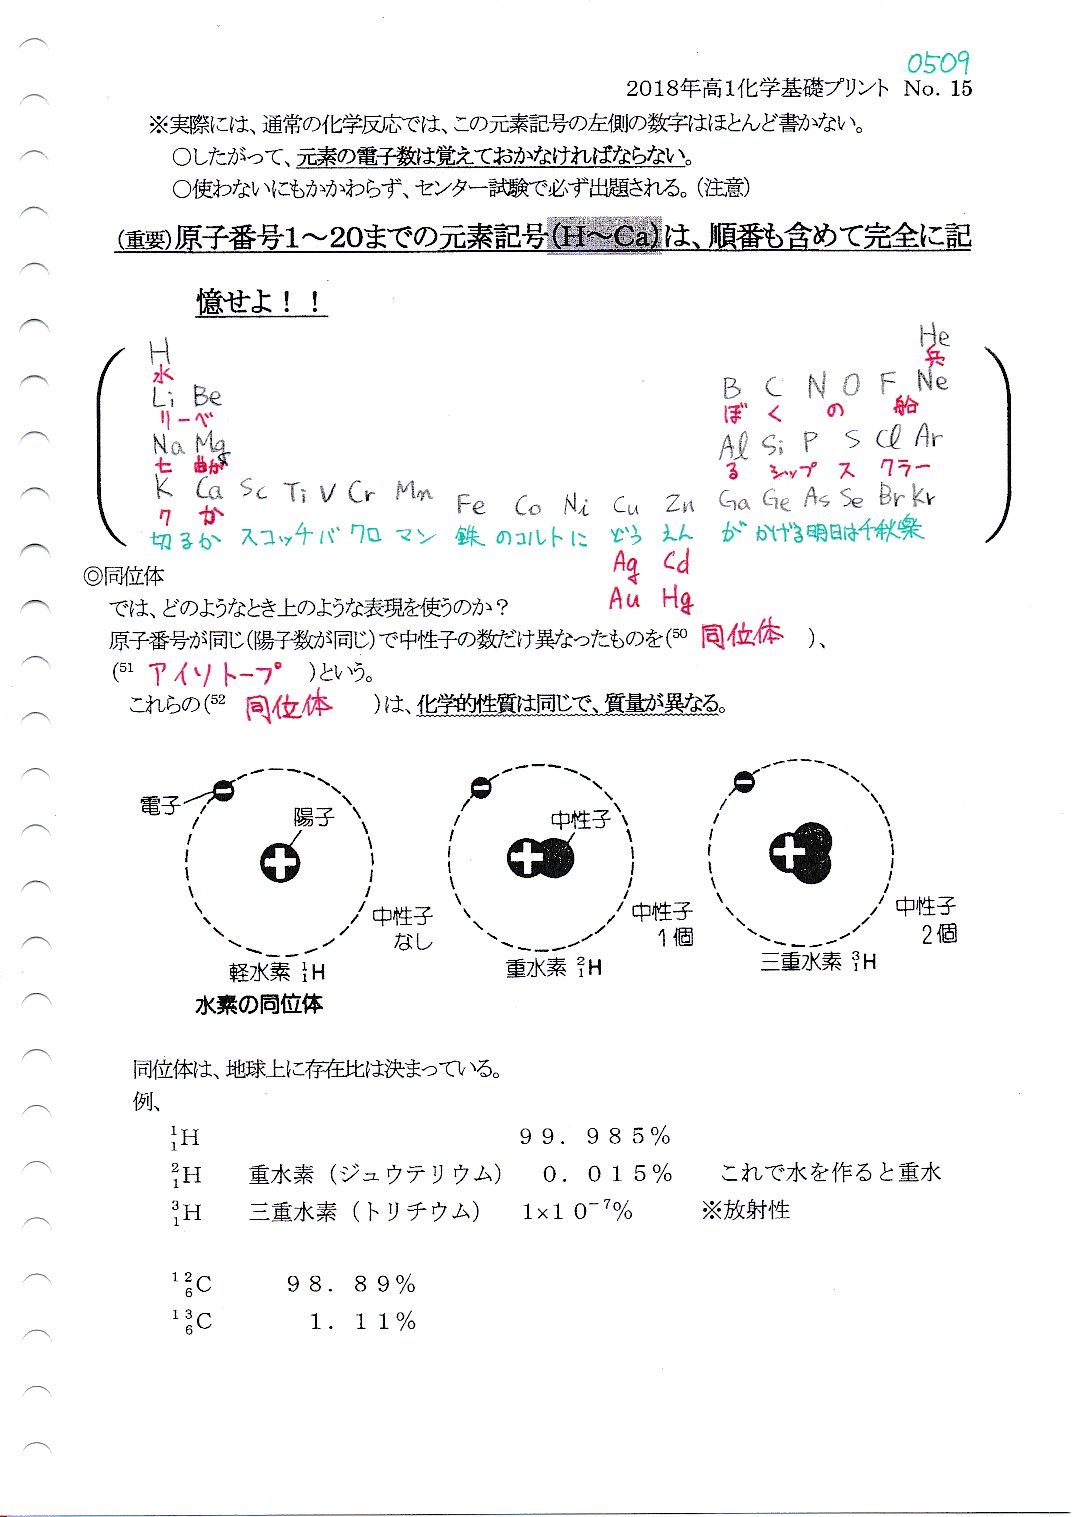 0509
2018年高1化学基礎プリント No. 15
※実際には、通常の化学反応では、この元素記号の左側の数字はほとんど書かない。
○したがって、元素の電子数は覚えておかなければならない。
○使わないにもかかわらず、センター試験で必ず出題される。（注意）
（重要）原子番号1～20までの元素記号（H～Ca）は、順番も含めて完全に記
憶せよ！！
H He
水 兵
Li Be B C N O F Ne
リーベ ぼ く の 船
Na Mg Al Si P S Cl Ar
七 曲が る シップ ス クラー
K Ca Sc Ti V Cr Mn Fe Co Ni Cu Zn Ga Ge As Se Br Kr
ク か
切るか スコッチバ クロ マン 鉄 のコルトに どう えん が かげる明日は千秋楽
Ag Cd
Au Hg
◎同位体
では、どのようなとき上のような表現を使うのか？
原子番号が同じ（陽子数が同じ）で中性子の数だけ異なったものを（50 同位体 ）、
（51 アイソトープ ）という。
これらの（52 同位体 ）は、化学的性質は同じで、質量が異なる。
電子 陽子 中性子
なし
軽水素 ¹₁H
中性子 中性子
1個
重水素 ²₁H
中性子
2個
三重水素 ³₁H
水素の同位体
同位体は、地球上に存在比は決まっている。
例、
¹₁H 99．985％
²₁H 重水素（ジュウテリウム） 0．015％ これで水を作ると重水
³₁H 三重水素（トリチウム） 1×10⁻⁷％ ※放射性
¹²₆C 98．89％
¹³₆C 1．11％